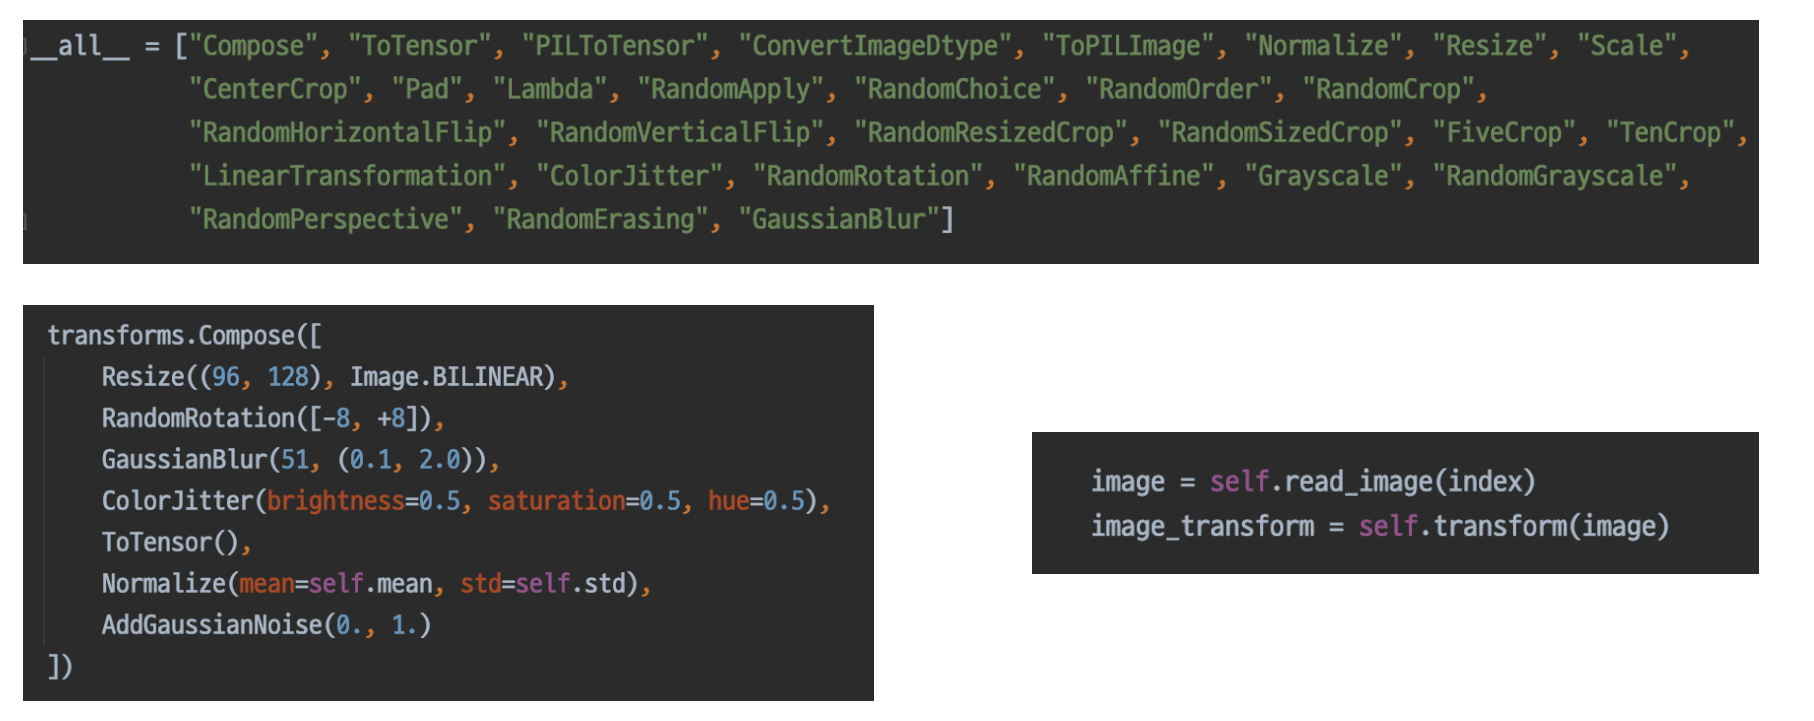 __all__ = ["Compose", "ToTensor", "PILToTensor", "ConvertImageDtype", "ToPILImage", "Normalize", "Resize", "Scale",
"CenterCrop", "Pad", "Lambda", "RandomApply", "RandomChoice", "RandomOrder", "RandomCrop",
"RandomHorizontalFlip", "RandomVerticalFlip", "RandomResizedCrop", "RandomSizedCrop", "FiveCrop", "TenCrop",
"LinearTransformation", "ColorJitter", "RandomRotation", "RandomAffine", "Grayscale", "RandomGrayscale",
"RandomPerspective", "RandomErasing", "GaussianBlur"]
transforms.Compose([
Resize((96, 128), Image.BILINEAR),
RandomRotation([-8, +8]),
GaussianBlur(51, (0.1, 2.0)),
ColorJitter(brightness=0.5, saturation=0.5, hue=0.5),
ToTensor(),
Normalize(mean=self.mean, std=self.std),
AddGaussianNoise(0., 1.)
])
image = self.read_image(index)
image_transform = self.transform(image)